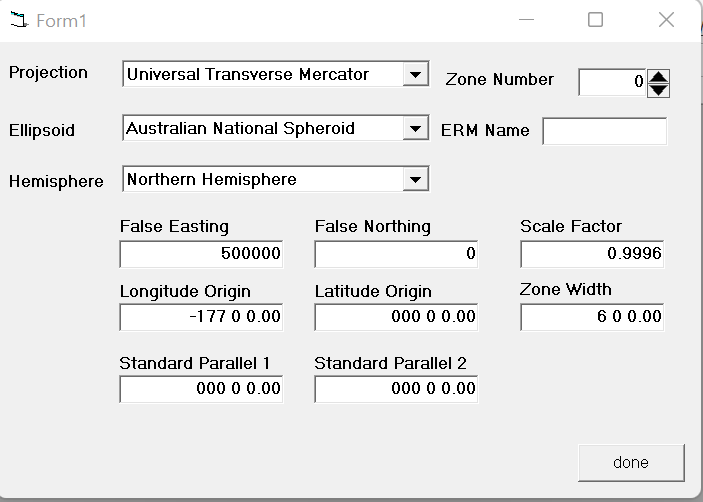 Form1
Projection Universal Transverse Mercator Zone Number 0
Ellipsoid Australian National Spheroid ERM Name
Hemisphere Northern Hemisphere
False Easting False Northing Scale Factor
500000 0 0.9996
Longitude Origin Latitude Origin Zone Width
-177 0 0.00 000 0 0.00 6 0 0.00
Standard Parallel 1 Standard Parallel 2
000 0 0.00 000 0 0.00
done